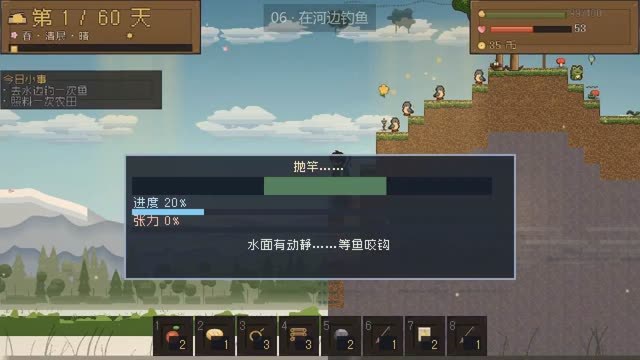 第 1 / 60 天
春 · 清晨 · 晴
06 · 在河边钓鱼
53
35 币
今日小事
· 去水边钓一次鱼
· 照料一次农田
抛竿……
进度 20%
张力 0%
水面有动静……等鱼咬钩
1 2
2 1
3 3
4 3
5 2
6 1
7 2
8 1